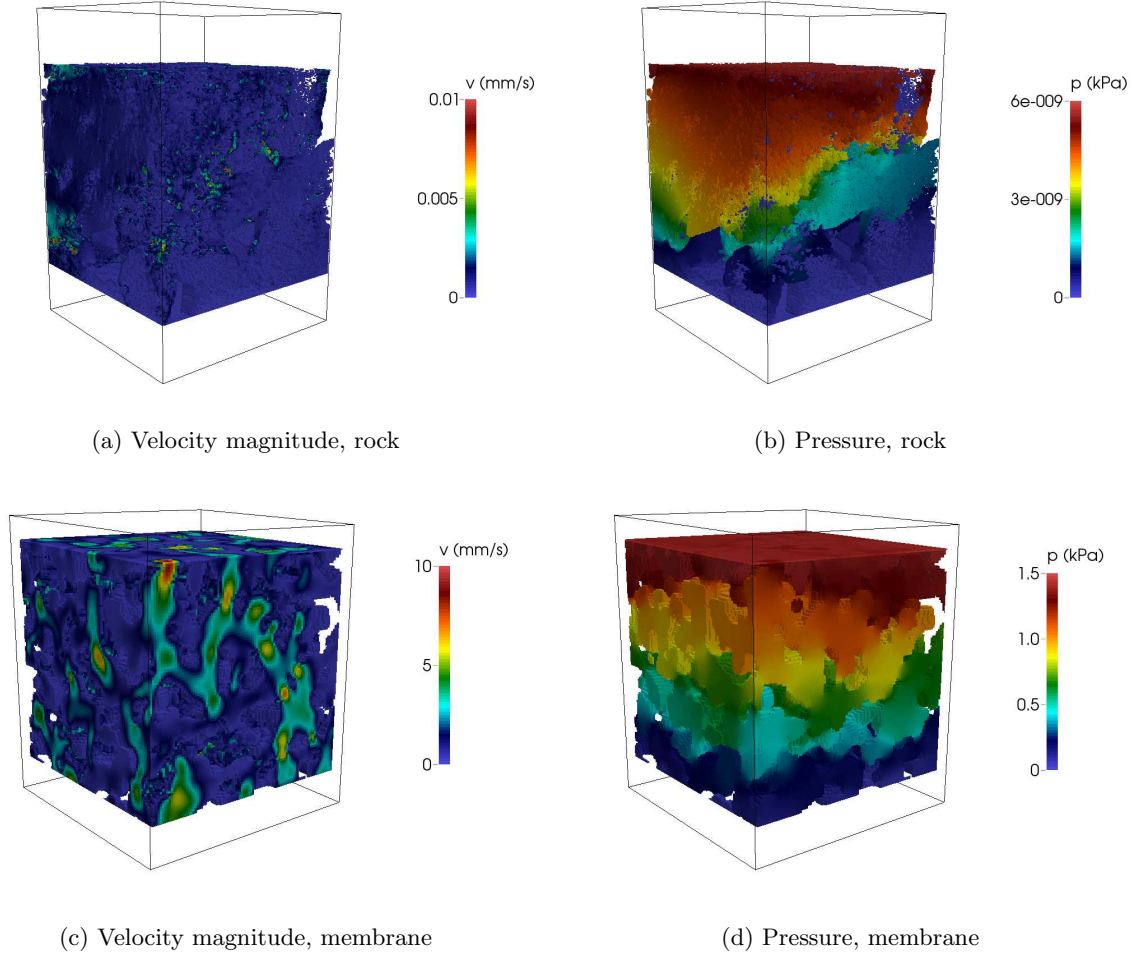 v (mm/s)
0.01
0.005
0
p (kPa)
6e-009
3e-009
0
(a) Velocity magnitude, rock
(b) Pressure, rock
v (mm/s)
10
5
0
p (kPa)
1.5
1.0
0.5
0
(c) Velocity magnitude, membrane
(d) Pressure, membrane